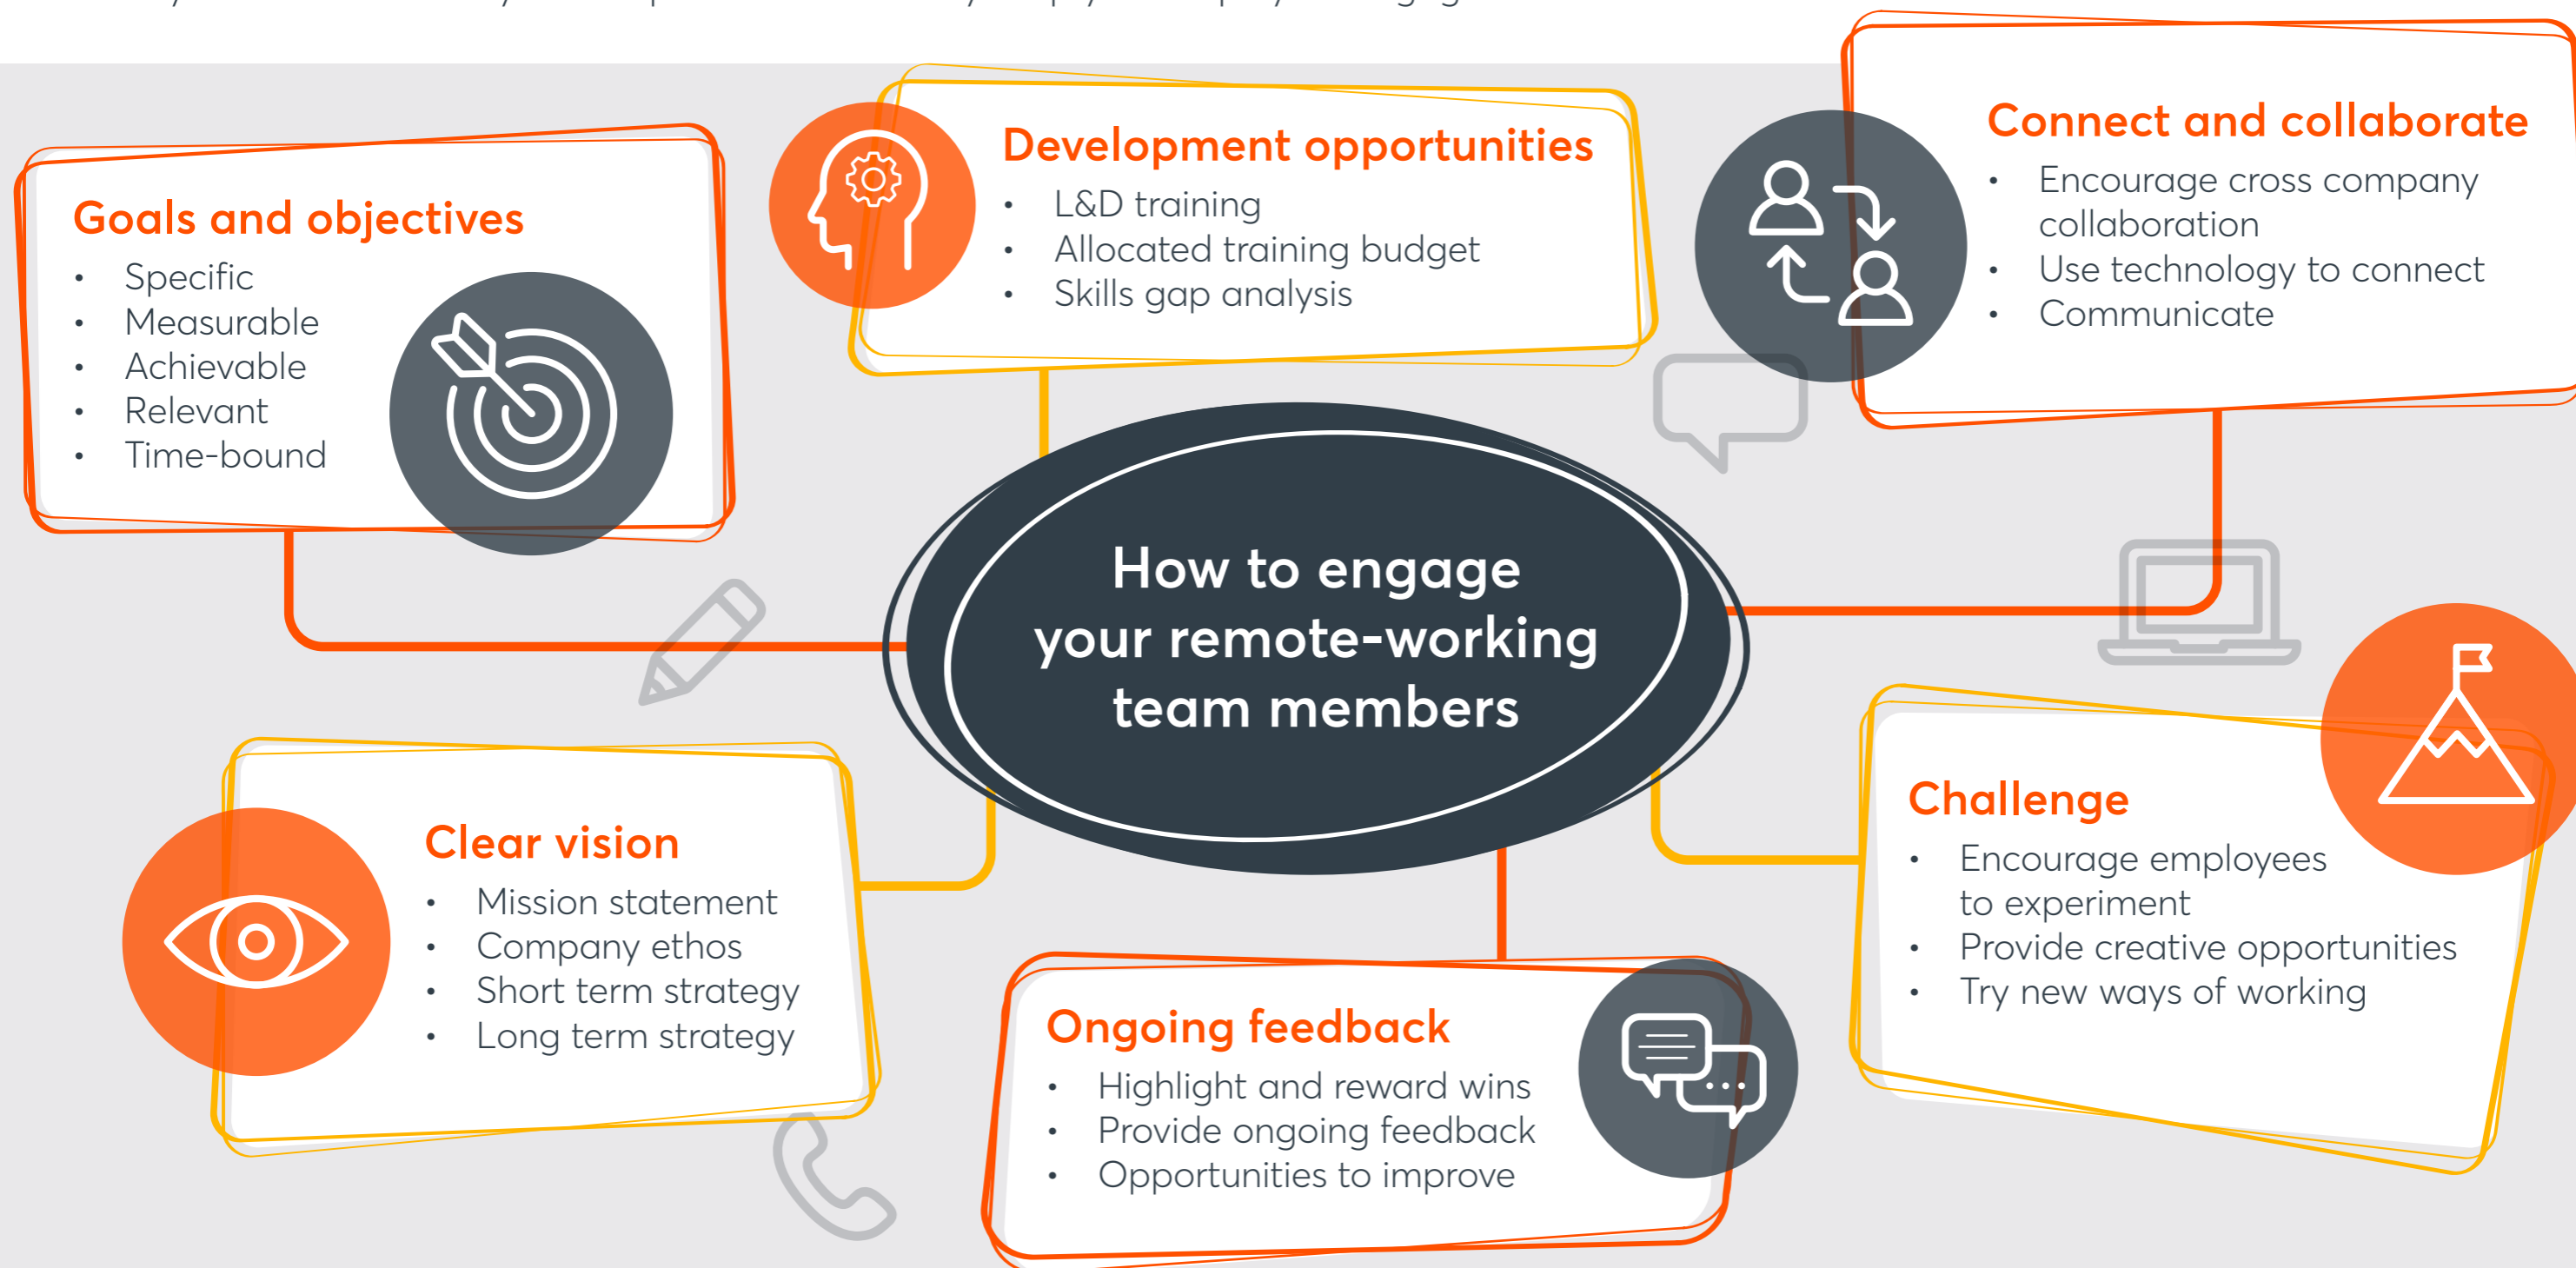 Goals and objectives
• Specific
• Measurable
• Achievable
• Relevant
• Time-bound
Development opportunities
• L&D training
• Allocated training budget
• Skills gap analysis
Connect and collaborate
• Encourage cross company
collaboration
• Use technology to connect
• Communicate
How to engage
your remote-working
team members
Clear vision
• Mission statement
• Company ethos
• Short term strategy
• Long term strategy
Ongoing feedback
• Highlight and reward wins
• Provide ongoing feedback
• Opportunities to improve
Challenge
• Encourage employees
to experiment
• Provide creative opportunities
• Try new ways of working